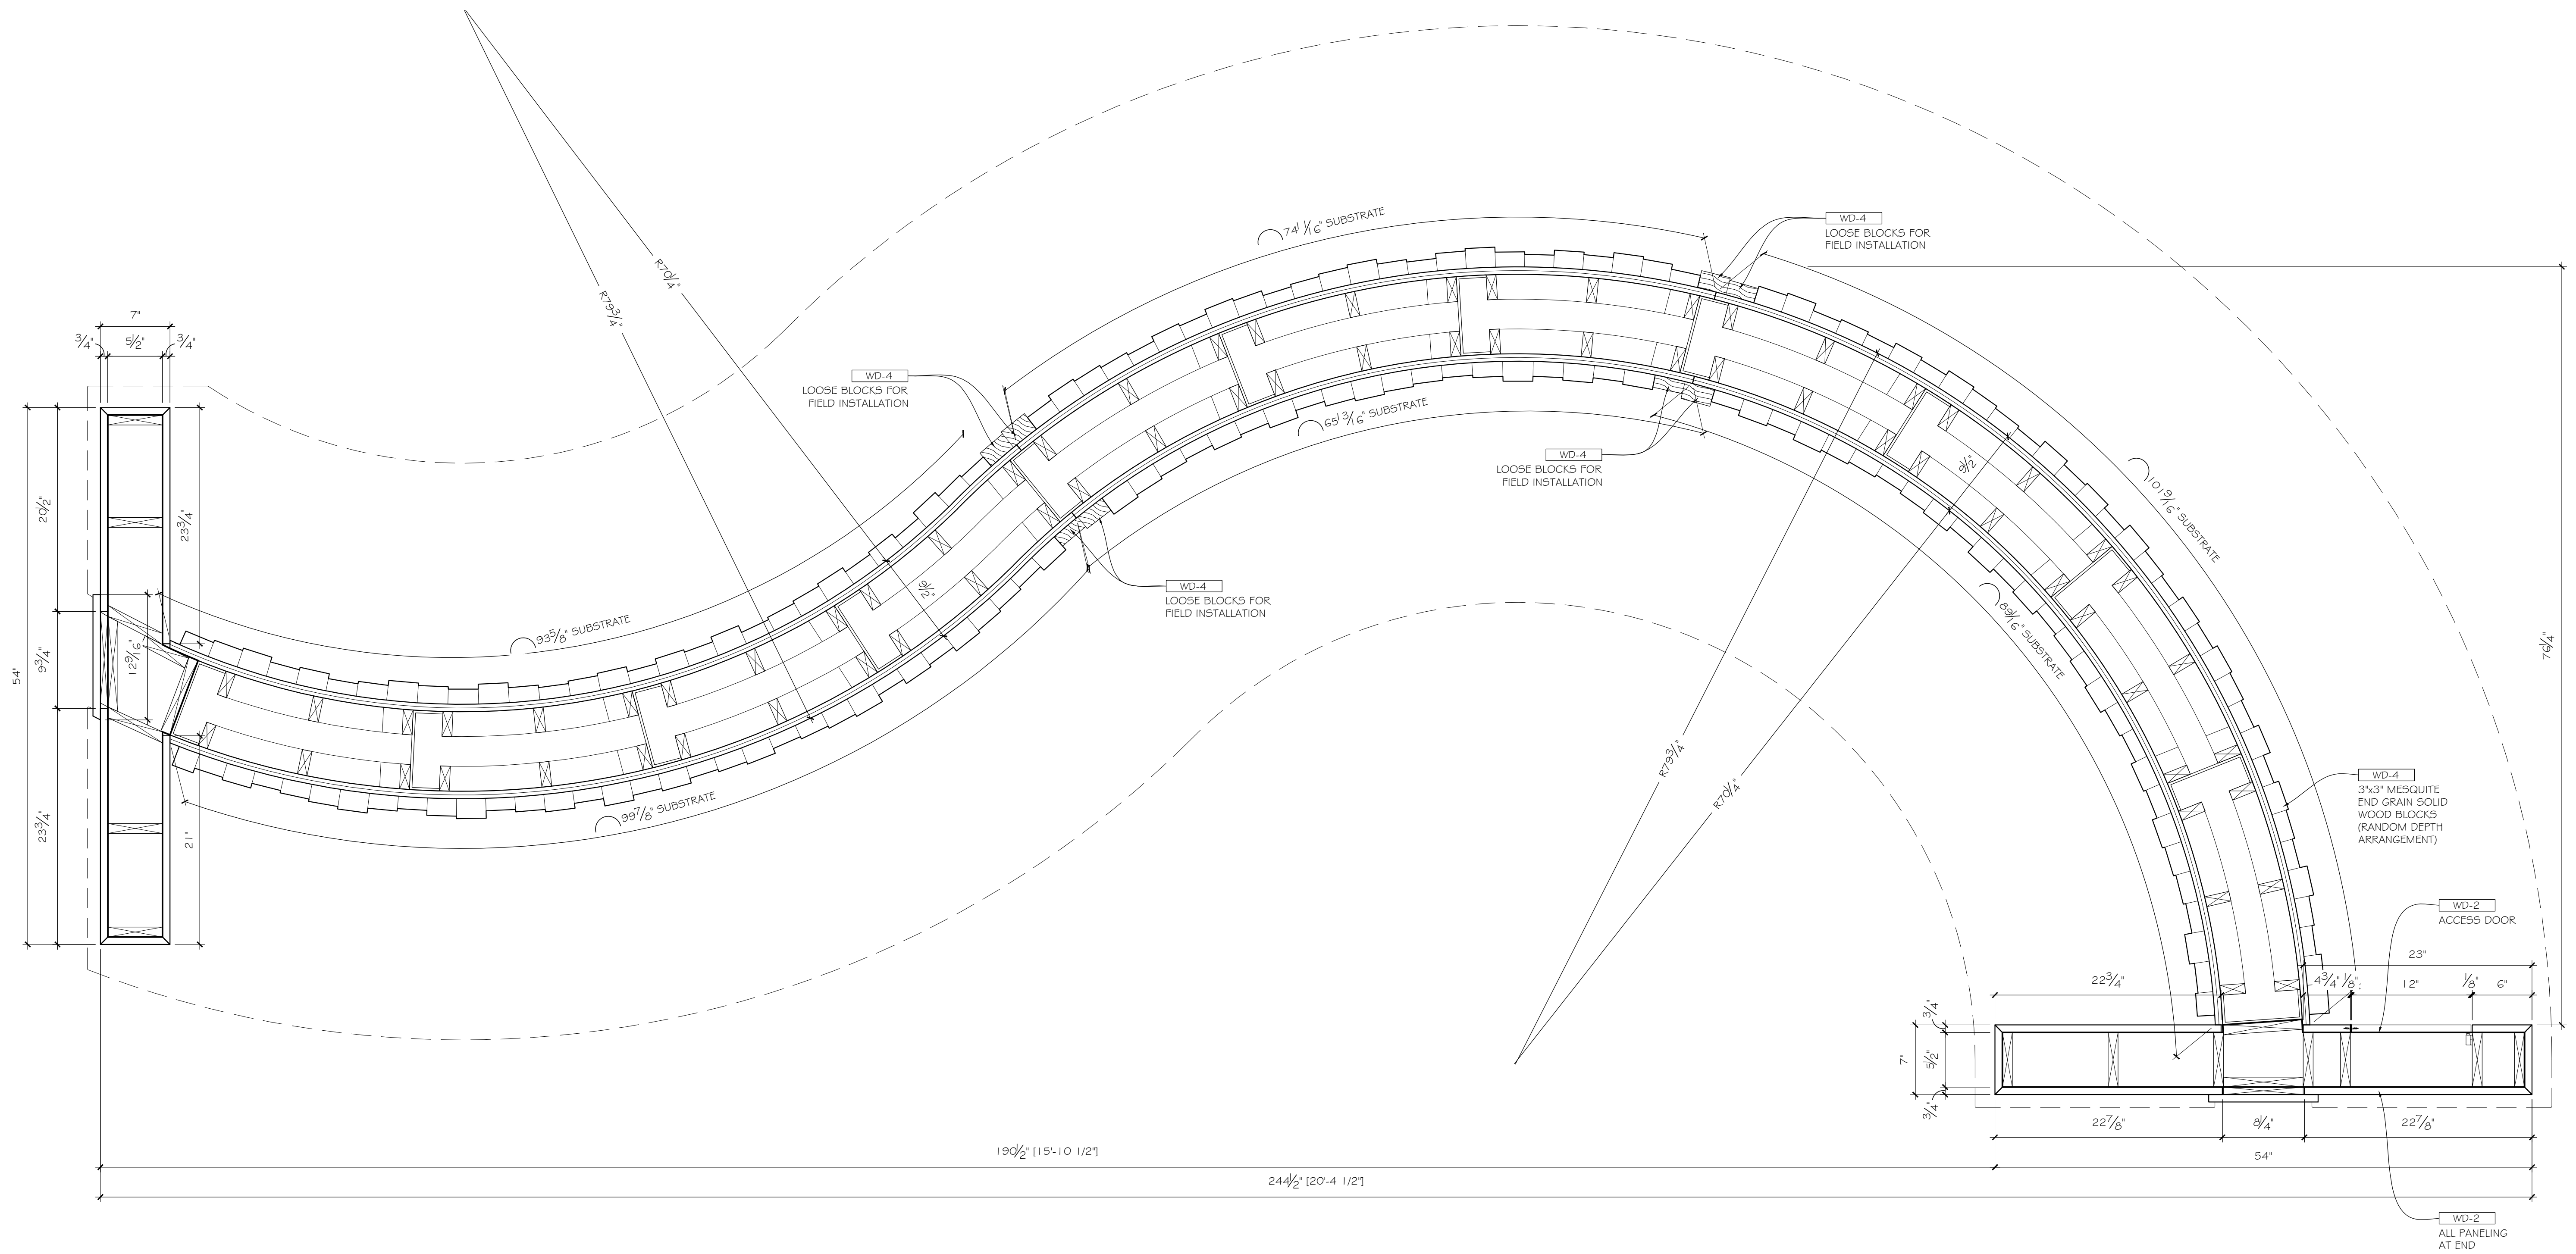 74 1/16" SUBSTRATE
WD-4
LOOSE BLOCKS FOR
FIELD INSTALLATION
R70 1/4"
R79 3/4"
7"
3/4"
5 1/2"
3/4"
WD-4
LOOSE BLOCKS FOR
FIELD INSTALLATION
65 13/16" SUBSTRATE
WD-4
LOOSE BLOCKS FOR
FIELD INSTALLATION
9 1/2"
101 9/16" SUBSTRATE
20 1/2"
23 3/4"
WD-4
LOOSE BLOCKS FOR
FIELD INSTALLATION
9 1/2"
93 5/8" SUBSTRATE
89 1/16" SUBSTRATE
76 1/4"
54"
9 3/4"
12 9/16"
R79 3/4"
R70 1/4"
WD-4
3"x3" MESQUITE
END GRAIN SOLID
WOOD BLOCKS
(RANDOM DEPTH
ARRANGEMENT)
99 7/8" SUBSTRATE
23 3/4"
21"
WD-2
ACCESS DOOR
23"
22 3/4"
4 3/4"
1/8"
12"
1/8"
6"
3/4"
7"
5 1/2"
3/4"
22 7/8"
8 1/4"
22 7/8"
190 1/2" [15'-10 1/2"]
54"
244 1/2" [20'-4 1/2"]
WD-2
ALL PANELING
AT END